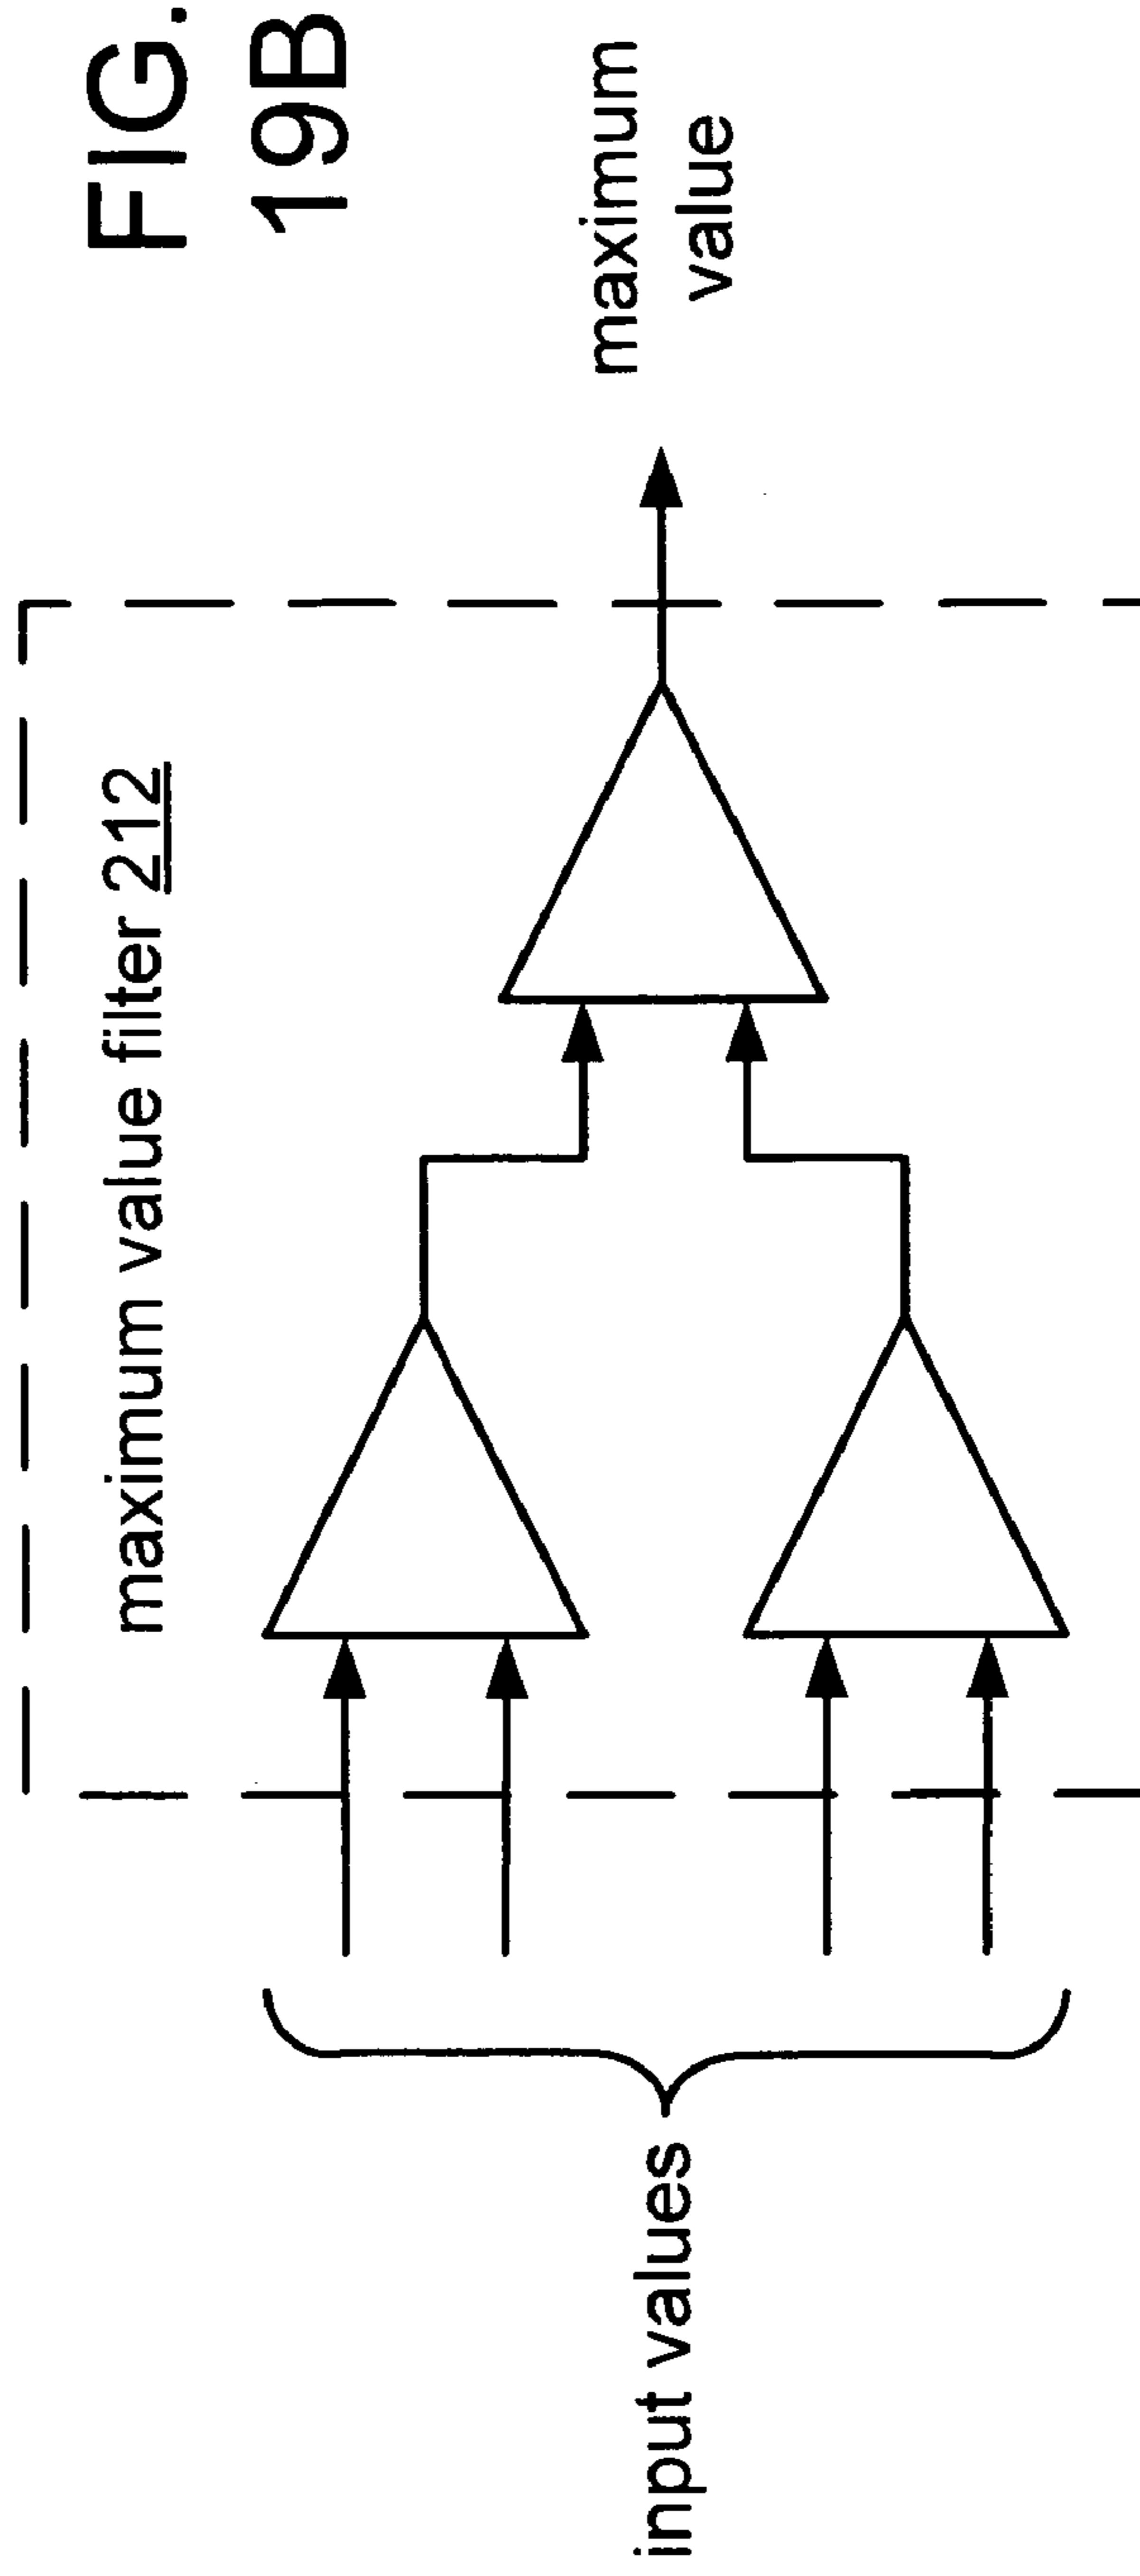 FIG.
19B
maximum value filter 212
input values
maximum
value